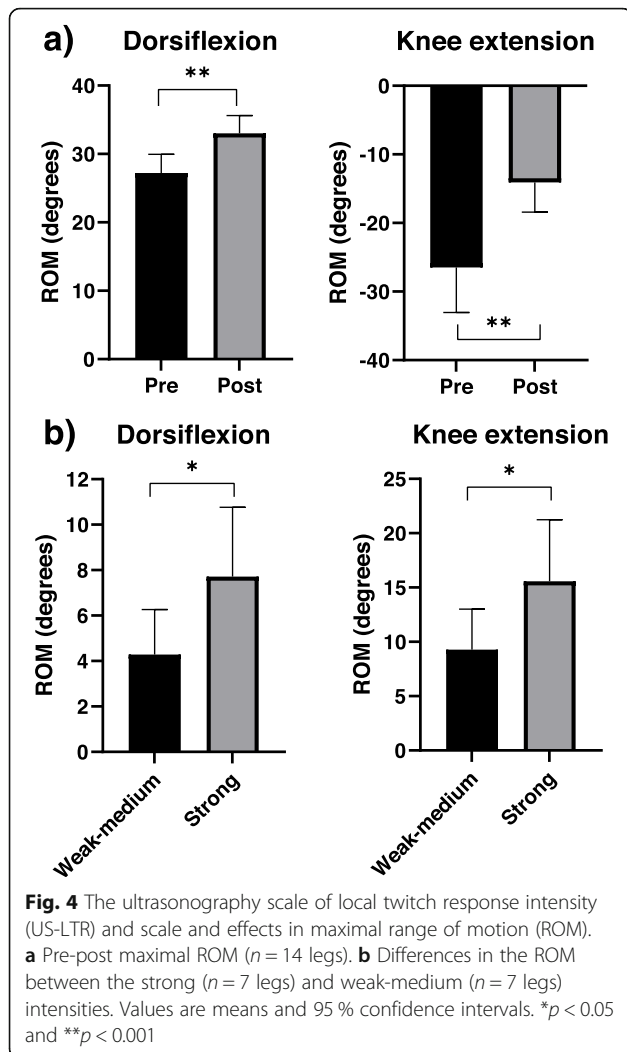 a)
Dorsiflexion
Knee extension
**
ROM (degrees)
40
30
20
10
0
Pre
Post
ROM (degrees)
0
-10
-20
-30
-40
**
Pre
Post
b)
Dorsiflexion
Knee extension
*
ROM (degrees)
12
10
8
6
4
2
0
Weak-medium
Strong
*
ROM (degrees)
25
20
15
10
5
0
Weak-medium
Strong
Fig. 4 The ultrasonography scale of local twitch response intensity
(US-LTR) and scale and effects in maximal range of motion (ROM).
a Pre-post maximal ROM (n = 14 legs). b Differences in the ROM
between the strong (n = 7 legs) and weak-medium (n = 7 legs)
intensities. Values are means and 95 % confidence intervals. *p < 0.05
and **p < 0.001